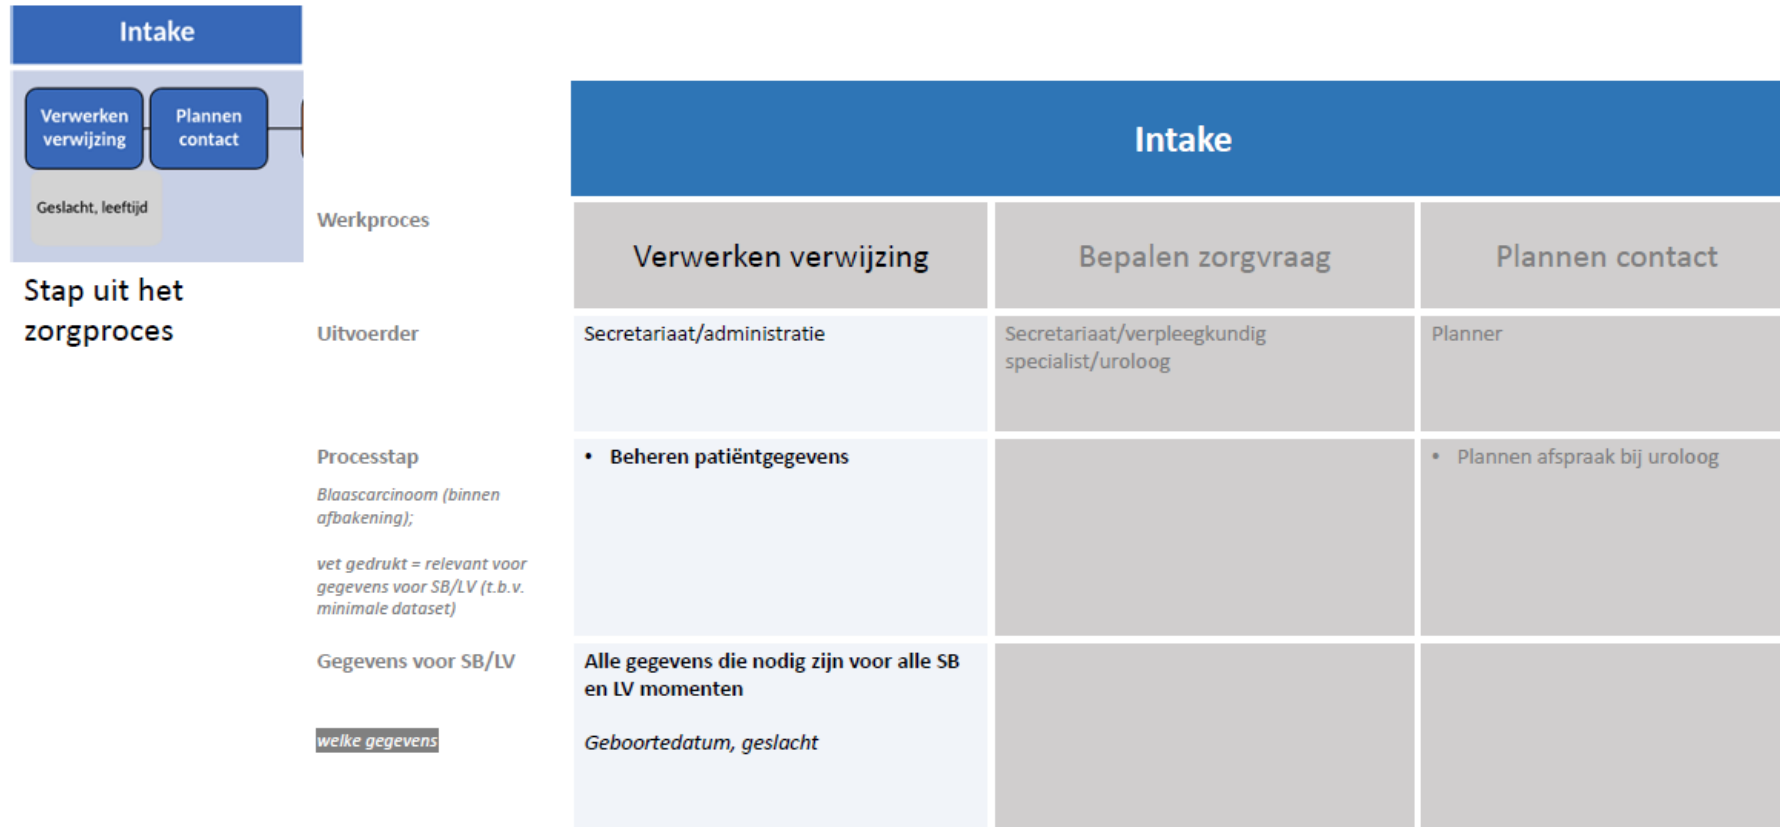 Intake
Verwerken
verwijzing
Plannen
contact
Geslacht, leeftijd
Stap uit het
zorgproces
Intake
Werkproces
Verwerken verwijzing
Bepalen zorgvraag
Plannen contact
Uitvoerder
Secretariaat/administratie
Secretariaat/verpleegkundig
specialist/uroloog
Planner
Processtap
Blaascarcinoom (binnen
afbakening);
vet gedrukt = relevant voor
gegevens voor SB/LV (t.b.v.
minimale dataset)
• Beheren patiëntgegevens
• Plannen afspraak bij uroloog
Gegevens voor SB/LV
welke gegevens
Alle gegevens die nodig zijn voor alle SB
en LV momenten
Geboortedatum, geslacht